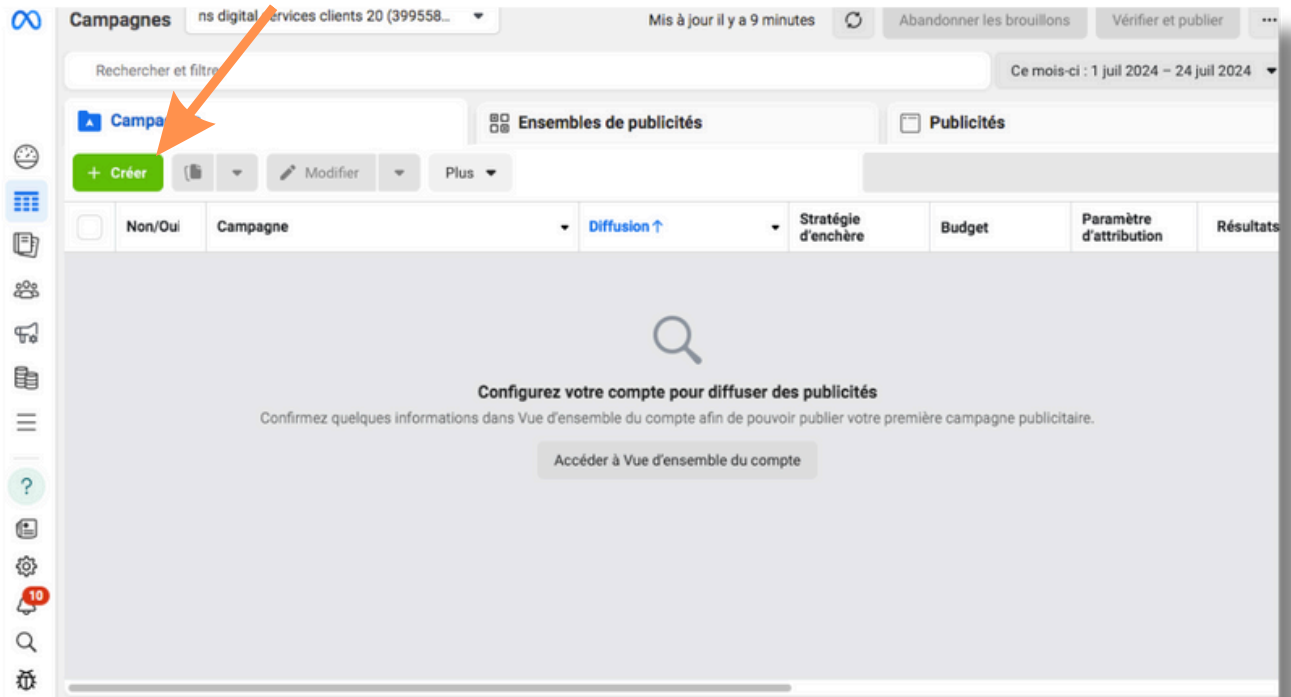 Campagnes
ns digital services clients 20 (399558...
Mis à jour il y a 9 minutes
Abandonner les brouillons
Vérifier et publier
Rechercher et filtre
Ce mois-ci : 1 juil 2024 – 24 juil 2024
Campa
Ensembles de publicités
Publicités
+ Créer
Modifier
Plus
Non/Oui
Campagne
Diffusion ↑
Stratégie
d'enchère
Budget
Paramètre
d'attribution
Résultats
Configurez votre compte pour diffuser des publicités
Confirmez quelques informations dans Vue d'ensemble du compte afin de pouvoir publier votre première campagne publicitaire.
Accéder à Vue d'ensemble du compte
?
10